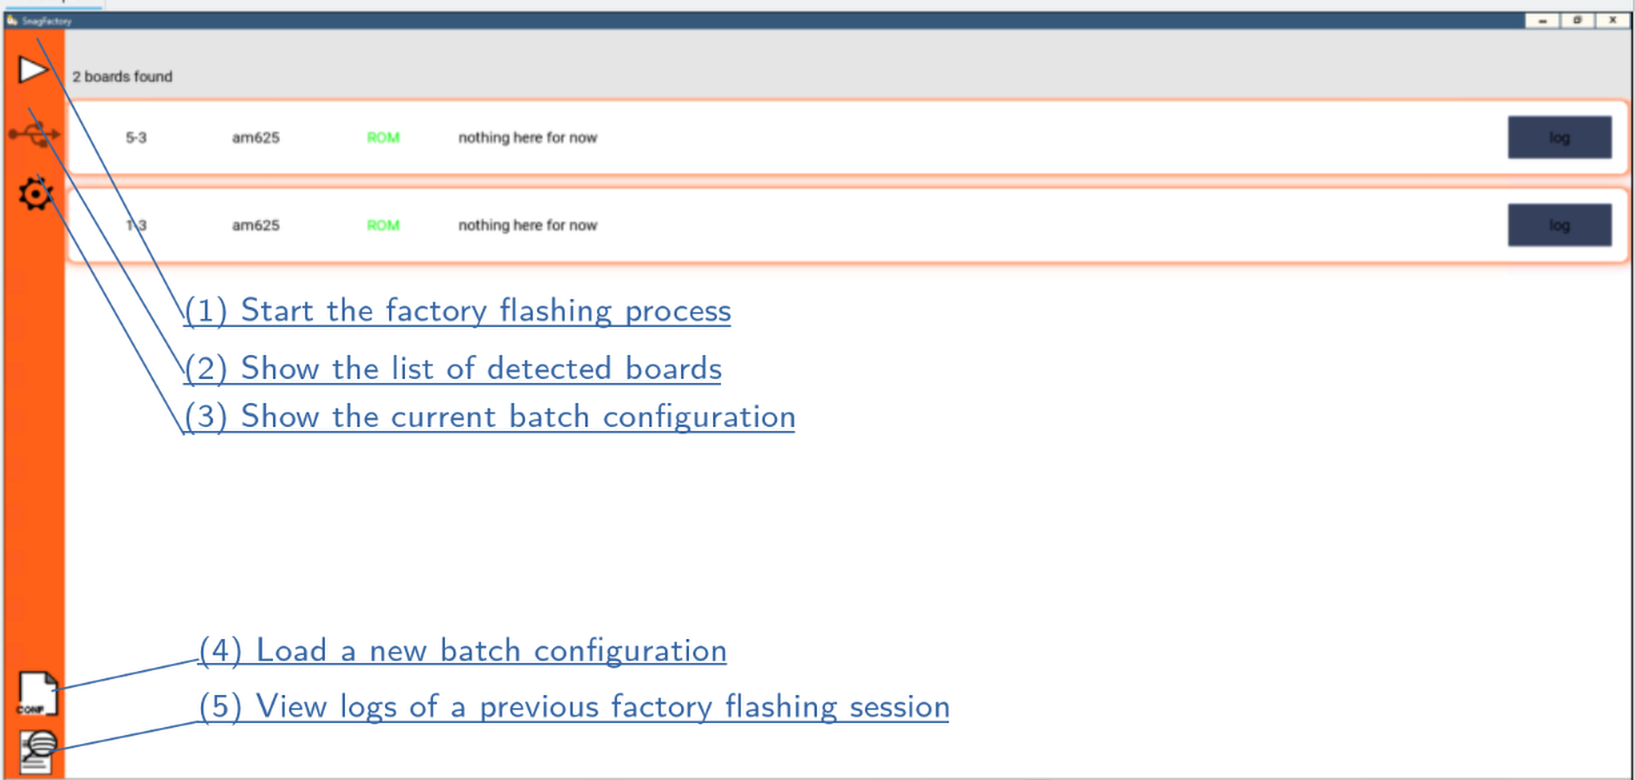 SnagFactory
2 boards found
5-3 am625 ROM nothing here for now log
1-3 am625 ROM nothing here for now log
(1) Start the factory flashing process
(2) Show the list of detected boards
(3) Show the current batch configuration
(4) Load a new batch configuration
CONF
(5) View logs of a previous factory flashing session